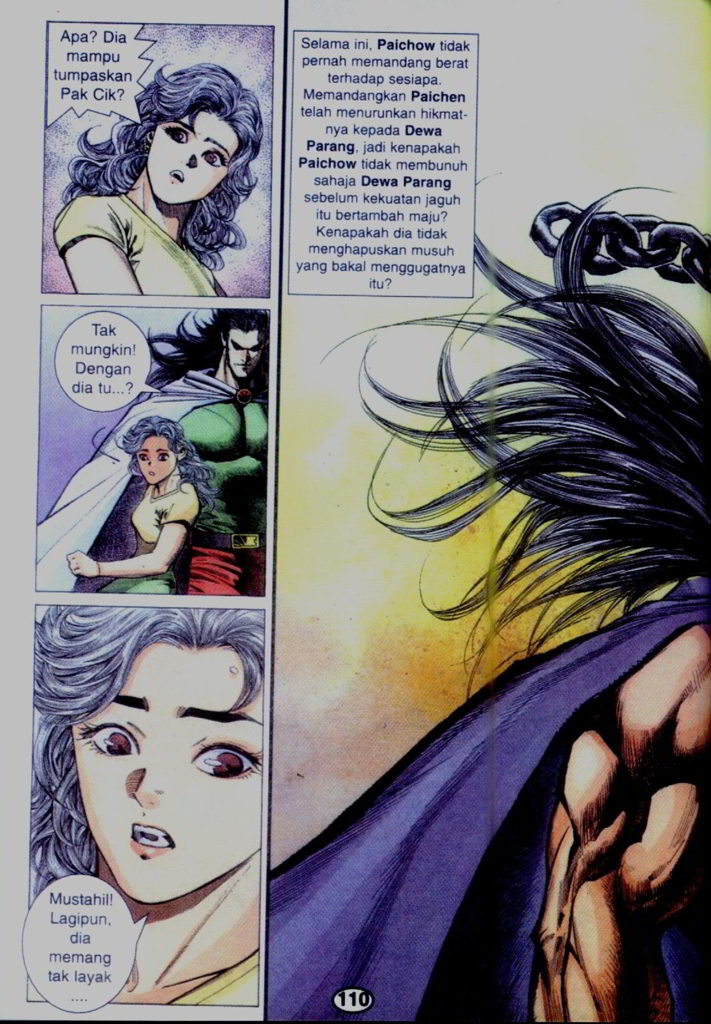 Apa? Dia
mampu
tumpaskan
Pak Cik?
Selama ini, Paichow tidak
pernah memandang berat
terhadap sesiapa.
Memandangkan Paichen
telah menurunkan hikmat-
nya kepada Dewa
Parang, jadi kenapakah
Paichow tidak membunuh
sahaja Dewa Parang
sebelum kekuatan jaguh
itu bertambah maju?
Kenapakah dia tidak
menghapuskan musuh
yang bakal menggugatnya
itu?
Tak
mungkin!
Dengan
dia tu...?
Mustahil!
Lagipun,
dia
memang
tak layak
....
110